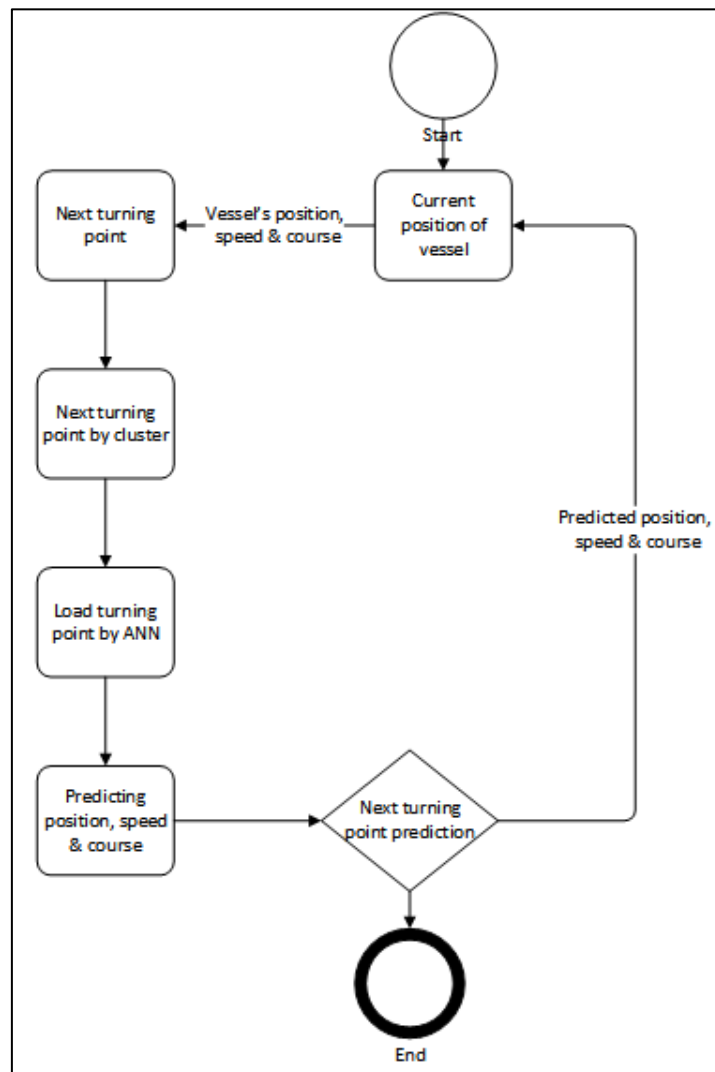 Start
Current
position of
vessel
Vessel's position,
speed & course
Next turning
point
Next turning
point by cluster
Load turning
point by ANN
Predicting
position, speed
& course
Next turning
point prediction
Predicted position,
speed & course
End